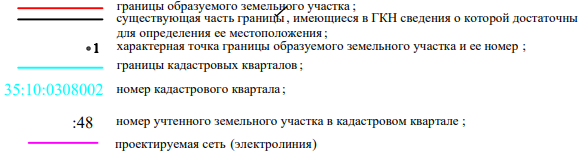 границы образуемого земельного участка ;
существующая часть границы , имеющиеся в ГКН сведения о которой достаточны
для определения ее местоположения ;
1 характерная точка границы образуемого земельного участка и ее номер ;
границы кадастровых кварталов ;
35:10:0308002 номер кадастрового квартала ;
:48 номер учтенного земельного участка в кадастровом квартале ;
проектируемая сеть (электролиния)